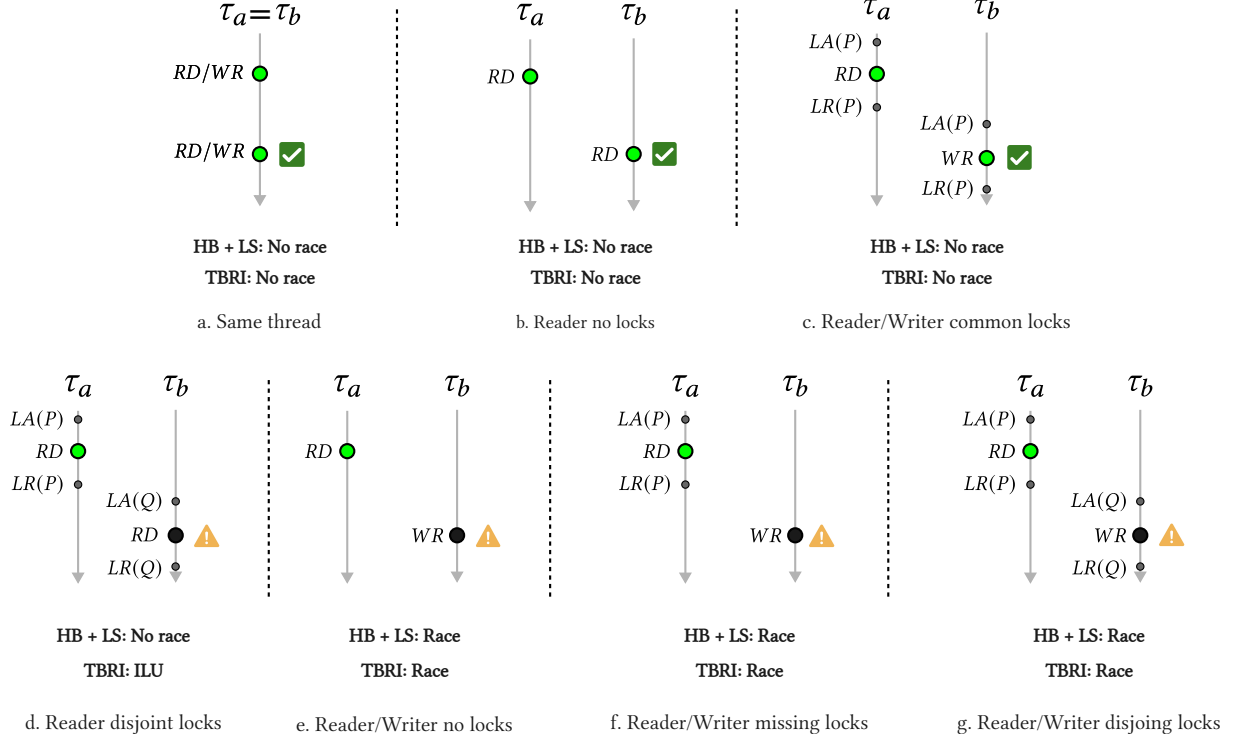 τa=τb
RD/WR
RD/WR
HB + LS: No race
TBRI: No race
a. Same thread
τa τb
RD
RD
HB + LS: No race
TBRI: No race
b. Reader no locks
τa τb
LA(P)
RD
LR(P)
LA(P)
WR
LR(P)
HB + LS: No race
TBRI: No race
c. Reader/Writer common locks
τa τb
LA(P)
RD
LR(P)
LA(Q)
RD
LR(Q)
HB + LS: No race
TBRI: ILU
d. Reader disjoint locks
τa τb
RD
WR
HB + LS: Race
TBRI: Race
e. Reader/Writer no locks
τa τb
LA(P)
RD
LR(P)
WR
HB + LS: Race
TBRI: Race
f. Reader/Writer missing locks
τa τb
LA(P)
RD
LR(P)
LA(Q)
WR
LR(Q)
HB + LS: Race
TBRI: Race
g. Reader/Writer disjoing locks